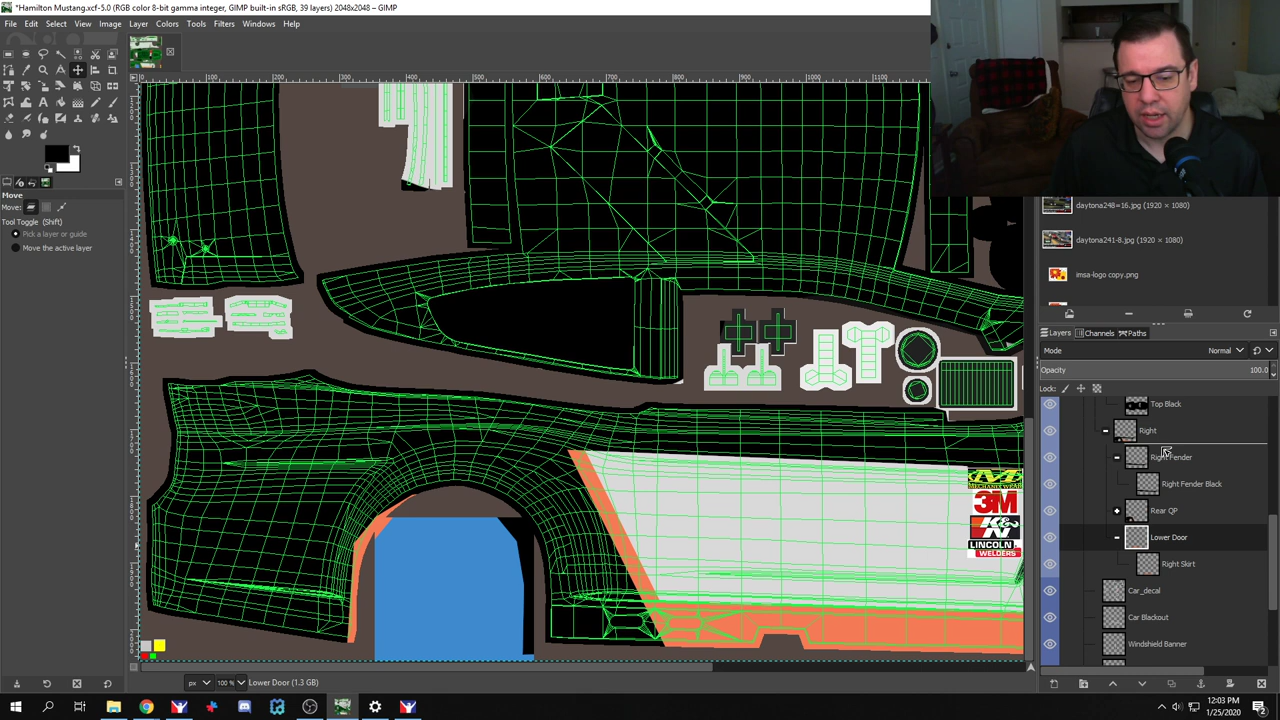 *Hamilton Mustang.xcf-5.0 (RGB color 8-bit gamma integer, GIMP built-in sRGB, 39 layers) 2048x2048 – GIMP
File Edit Select View Image Layer Colors Tools Filters Windows Help
Move
Move:
Tool Toggle (Shift)
Pick a layer or guide
Move the active layer
MW
3M
K&N
LINCOLN
WELDERS
daytona248=16.jpg (1920 × 1080)
daytona241-8.jpg (1920 × 1080)
imsa-logo copy.png
Layers Channels Paths
Mode Normal
Opacity 100.0
Lock:
Top Black
Right
Right Fender
Right Fender Black
Rear QP
Lower Door
Right Skirt
Car_decal
Car Blackout
Windshield Banner
px 100 % Lower Door (1.3 GB)
12:03 PM
1/25/2020